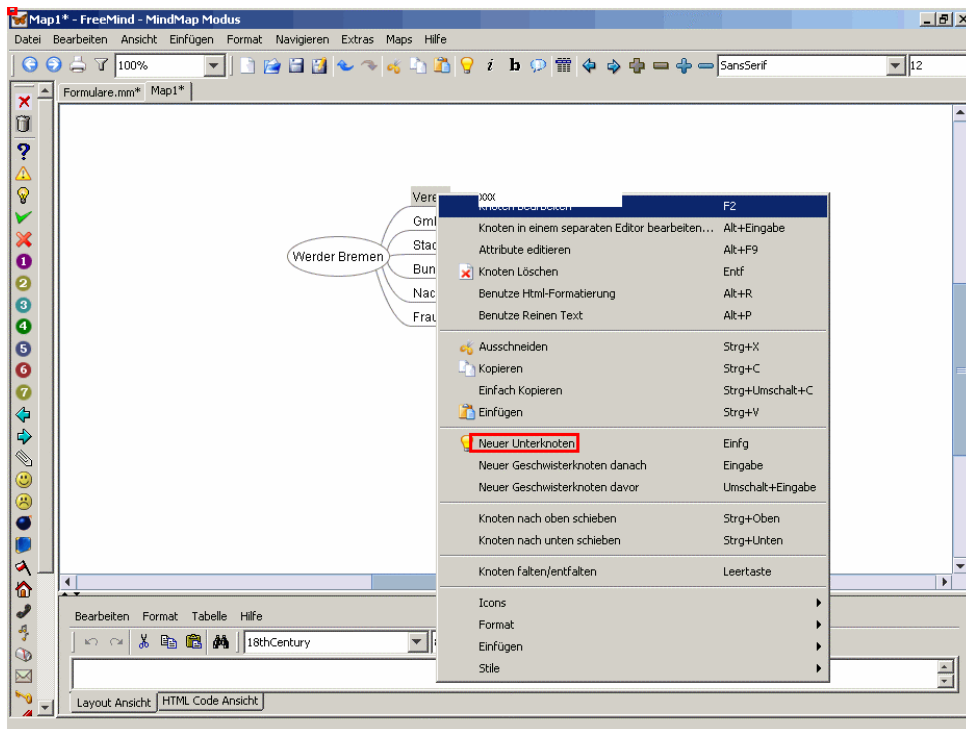 Map1* - FreeMind - MindMap Modus
Datei Bearbeiten Ansicht Einfügen Format Navigieren Extras Maps Hilfe
100% SansSerif 12
Formulare.mm* Map1*
xxx
Knoten Bearbeiten F2
Knoten in einem separaten Editor bearbeiten... Alt+Eingabe
Attribute editieren Alt+F9
Knoten Löschen Entf
Benutze Html-Formatierung Alt+R
Benutze Reinen Text Alt+P
Ausschneiden Strg+X
Kopieren Strg+C
Einfach Kopieren Strg+Umschalt+C
Einfügen Strg+V
Neuer Unterknoten Einfg
Neuer Geschwisterknoten danach Eingabe
Neuer Geschwisterknoten davor Umschalt+Eingabe
Knoten nach oben schieben Strg+Oben
Knoten nach unten schieben Strg+Unten
Knoten falten/entfalten Leertaste
Icons
Format
Einfügen
Stile
Werder Bremen
Vere
Stad
Bun
Nac
Frau
Bearbeiten Format Tabelle Hilfe
18thCentury
Layout Ansicht HTML Code Ansicht